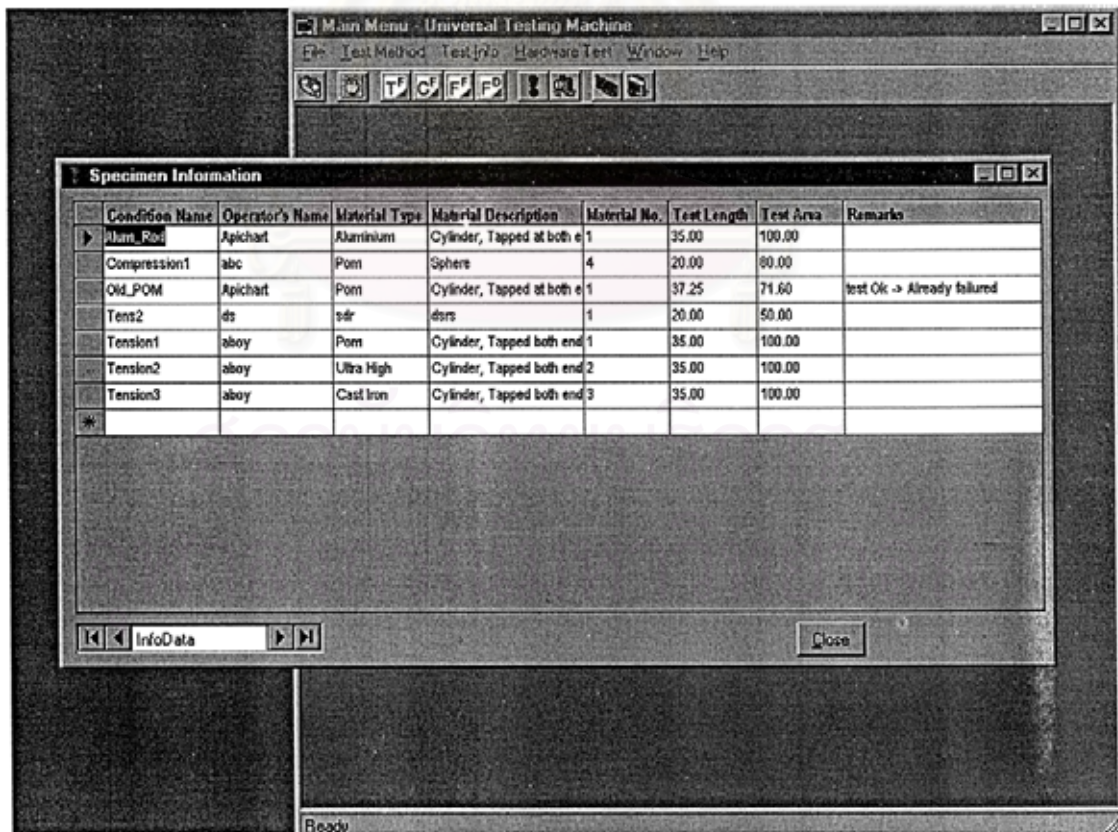 Main Menu - Universal Testing Machine
File Test Method Test Info Hardware Test Window Help
T F C F F F F D
Specimen Information
Condition Name Operator's Name Material Type Material Description Material No. Test Length Test Area Remarks
Alum_Rod Apichart Aluminium Cylinder, Tapped at both e 1 35.00 100.00
Compression1 abc Pom Sphere 4 20.00 80.00
Old_POM Apichart Pom Cylinder, Tapped at both e 1 37.25 71.60 test Ok -> Already failured
Tens2 ds sdr dsrs 1 20.00 50.00
Tension1 aboy Pom Cylinder, Tapped both end 1 35.00 100.00
Tension2 aboy Ultra High Cylinder, Tapped both end 2 35.00 100.00
Tension3 aboy Cast Iron Cylinder, Tapped both end 3 35.00 100.00
InfoData
Close
Ready